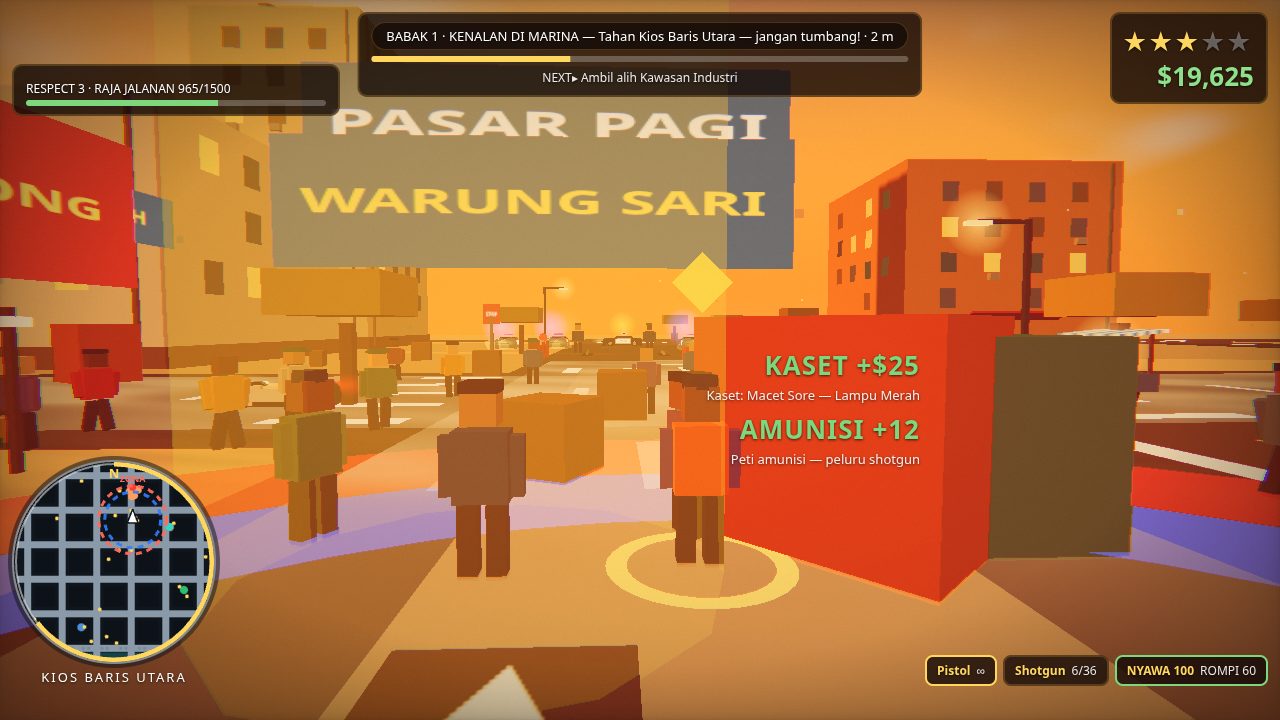 BABAK 1 · KENALAN DI MARINA — Tahan Kios Baris Utara — jangan tumbang! · 2 m
NEXT▸ Ambil alih Kawasan Industri
RESPECT 3 · RAJA JALANAN 965/1500
★★★★★
$19,625
PASAR PAGI
WARUNG SARI
ONG
H
KASET +$25
Kaset: Macet Sore — Lampu Merah
AMUNISI +12
Peti amunisi — peluru shotgun
N
KIOS BARIS UTARA
Pistol ∞
Shotgun 6/36
NYAWA 100 ROMPI 60